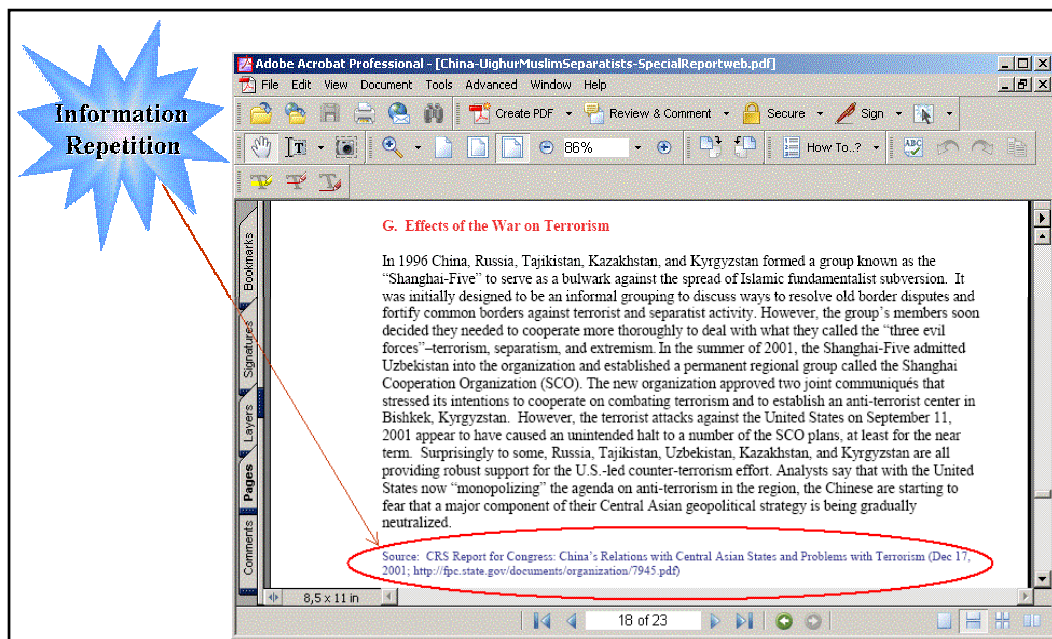 Information
Repetition
Adobe Acrobat Professional - [China-UighurMuslimSeparatists-SpecialReportweb.pdf]
File Edit View Document Tools Advanced Window Help
Create PDF Review & Comment Secure Sign
T 86% How To..? ABC
T T T
Bookmarks
Signatures
Layers
Pages
Comments
G. Effects of the War on Terrorism
In 1996 China, Russia, Tajikistan, Kazakhstan, and Kyrgyzstan formed a group known as the
“Shanghai-Five” to serve as a bulwark against the spread of Islamic fundamentalist subversion. It
was initially designed to be an informal grouping to discuss ways to resolve old border disputes and
fortify common borders against terrorist and separatist activity. However, the group’s members soon
decided they needed to cooperate more thoroughly to deal with what they called the “three evil
forces”–terrorism, separatism, and extremism. In the summer of 2001, the Shanghai-Five admitted
Uzbekistan into the organization and established a permanent regional group called the Shanghai
Cooperation Organization (SCO). The new organization approved two joint communiqués that
stressed its intentions to cooperate on combating terrorism and to establish an anti-terrorist center in
Bishkek, Kyrgyzstan. However, the terrorist attacks against the United States on September 11,
2001 appear to have caused an unintended halt to a number of the SCO plans, at least for the near
term. Surprisingly to some, Russia, Tajikistan, Uzbekistan, Kazakhstan, and Kyrgyzstan are all
providing robust support for the U.S.-led counter-terrorism effort. Analysts say that with the United
States now “monopolizing” the agenda on anti-terrorism in the region, the Chinese are starting to
fear that a major component of their Central Asian geopolitical strategy is being gradually
neutralized.
Source: CRS Report for Congress: China’s Relations with Central Asian States and Problems with Terrorism (Dec 17,
2001; http://fpc.state.gov/documents/organization/7945.pdf)
8,5 x 11 in
18 of 23